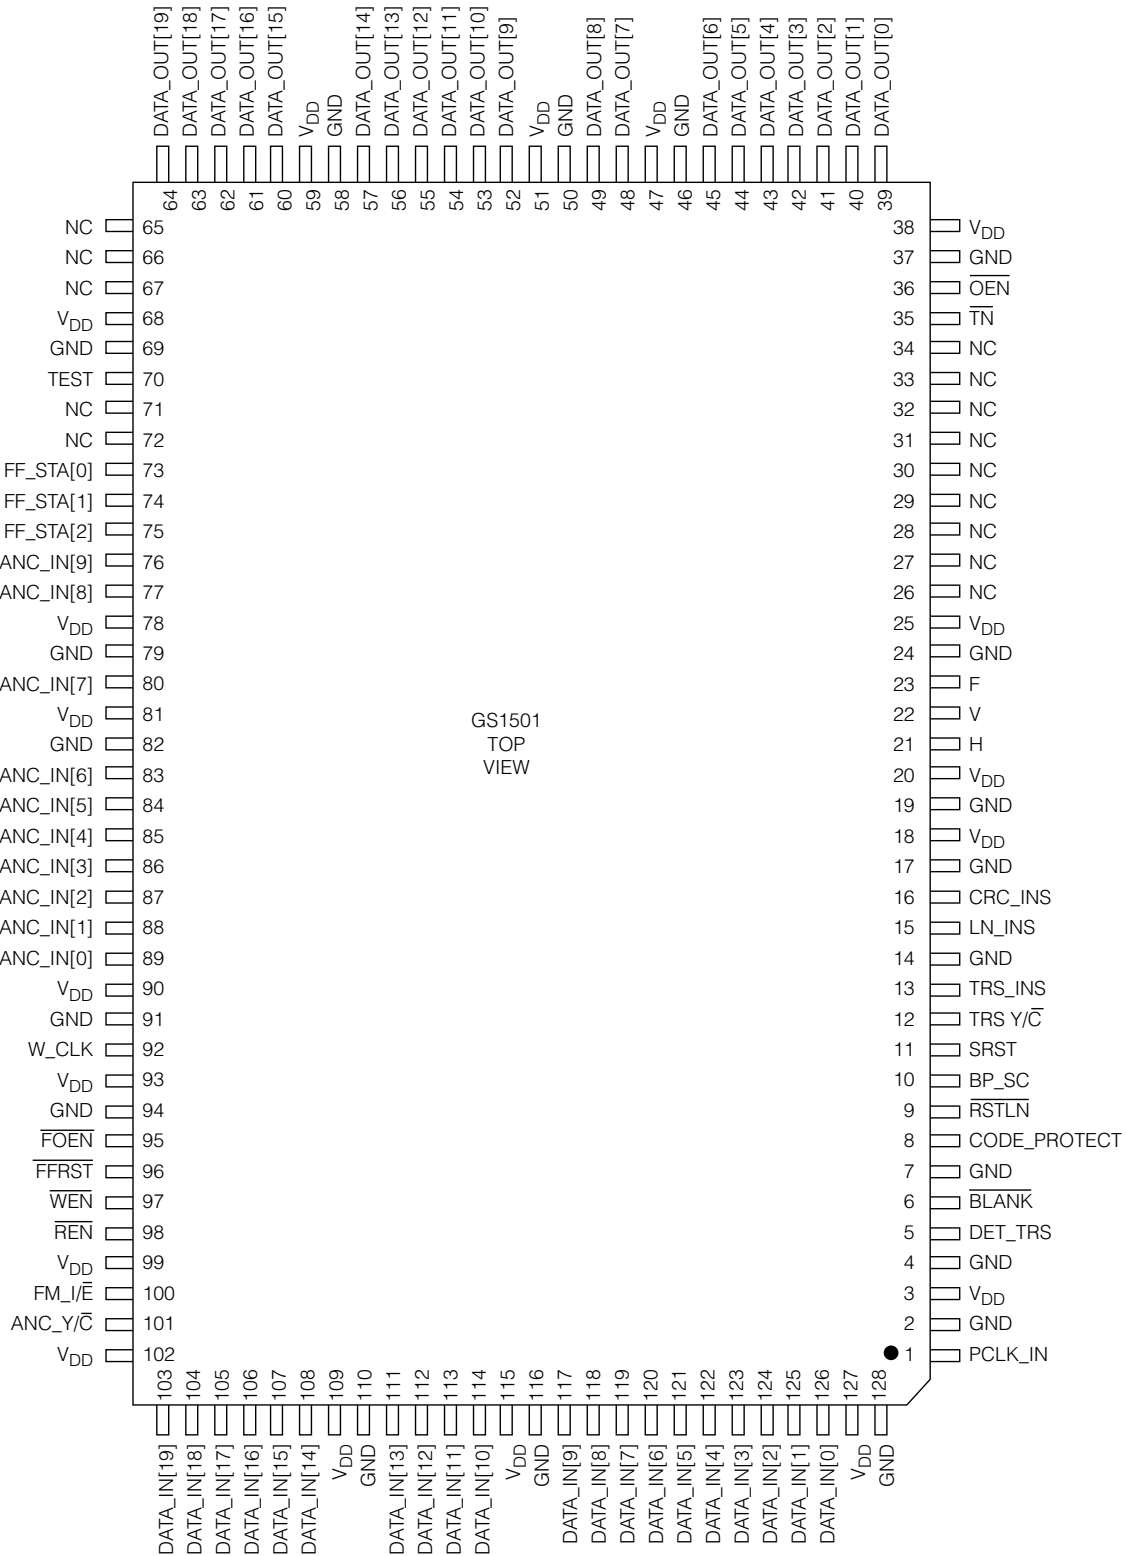 DATA_OUT[19]
DATA_OUT[18]
DATA_OUT[17]
DATA_OUT[16]
DATA_OUT[15]
VDD
GND
DATA_OUT[14]
DATA_OUT[13]
DATA_OUT[12]
DATA_OUT[11]
DATA_OUT[10]
DATA_OUT[9]
VDD
GND
DATA_OUT[8]
DATA_OUT[7]
VDD
GND
DATA_OUT[6]
DATA_OUT[5]
DATA_OUT[4]
DATA_OUT[3]
DATA_OUT[2]
DATA_OUT[1]
DATA_OUT[0]
64
63
62
61
60
59
58
57
56
55
54
53
52
51
50
49
48
47
46
45
44
43
42
41
40
39
NC 65
NC 66
NC 67
VDD 68
GND 69
TEST 70
NC 71
NC 72
FF_STA[0] 73
FF_STA[1] 74
FF_STA[2] 75
ANC_IN[9] 76
ANC_IN[8] 77
VDD 78
GND 79
ANC_IN[7] 80
VDD 81
GND 82
ANC_IN[6] 83
ANC_IN[5] 84
ANC_IN[4] 85
ANC_IN[3] 86
ANC_IN[2] 87
ANC_IN[1] 88
ANC_IN[0] 89
VDD 90
GND 91
W_CLK 92
VDD 93
GND 94
F̅O̅E̅N̅ 95
F̅F̅R̅S̅T̅ 96
W̅E̅N̅ 97
R̅E̅N̅ 98
VDD 99
FM_I/E̅ 100
ANC_Y/C̅ 101
VDD 102
GS1501
TOP
VIEW
38 VDD
37 GND
36 O̅E̅N̅
35 T̅N̅
34 NC
33 NC
32 NC
31 NC
30 NC
29 NC
28 NC
27 NC
26 NC
25 VDD
24 GND
23 F
22 V
21 H
20 VDD
19 GND
18 VDD
17 GND
16 CRC_INS
15 LN_INS
14 GND
13 TRS_INS
12 TRS Y/C̅
11 SRST
10 BP_SC
9 R̅S̅T̅L̅N̅
8 CODE_PROTECT
7 GND
6 B̅L̅A̅N̅K̅
5 DET_TRS
4 GND
3 VDD
2 GND
1 PCLK_IN
103
104
105
106
107
108
109
110
111
112
113
114
115
116
117
118
119
120
121
122
123
124
125
126
127
128
DATA_IN[19]
DATA_IN[18]
DATA_IN[17]
DATA_IN[16]
DATA_IN[15]
DATA_IN[14]
VDD
GND
DATA_IN[13]
DATA_IN[12]
DATA_IN[11]
DATA_IN[10]
VDD
GND
DATA_IN[9]
DATA_IN[8]
DATA_IN[7]
DATA_IN[6]
DATA_IN[5]
DATA_IN[4]
DATA_IN[3]
DATA_IN[2]
DATA_IN[1]
DATA_IN[0]
VDD
GND